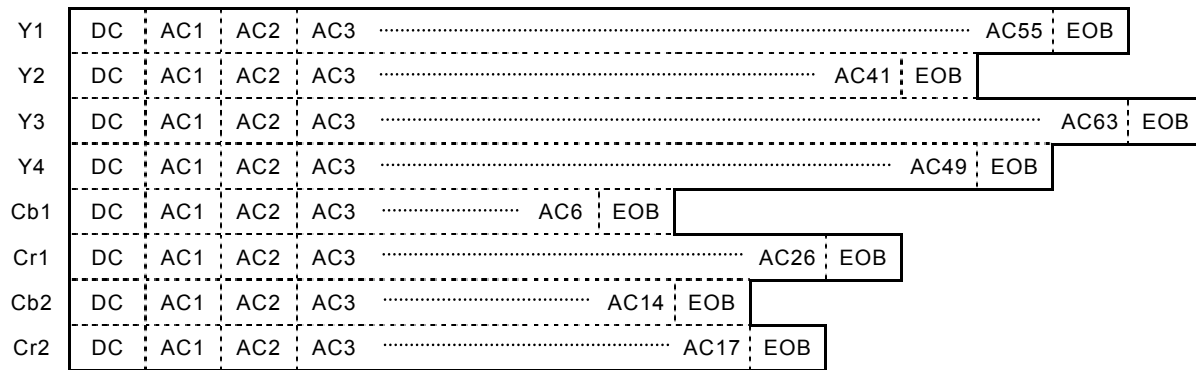 Y1 DC AC1 AC2 AC3 AC55 EOB
Y2 DC AC1 AC2 AC3 AC41 EOB
Y3 DC AC1 AC2 AC3 AC63 EOB
Y4 DC AC1 AC2 AC3 AC49 EOB
Cb1 DC AC1 AC2 AC3 AC6 EOB
Cr1 DC AC1 AC2 AC3 AC26 EOB
Cb2 DC AC1 AC2 AC3 AC14 EOB
Cr2 DC AC1 AC2 AC3 AC17 EOB